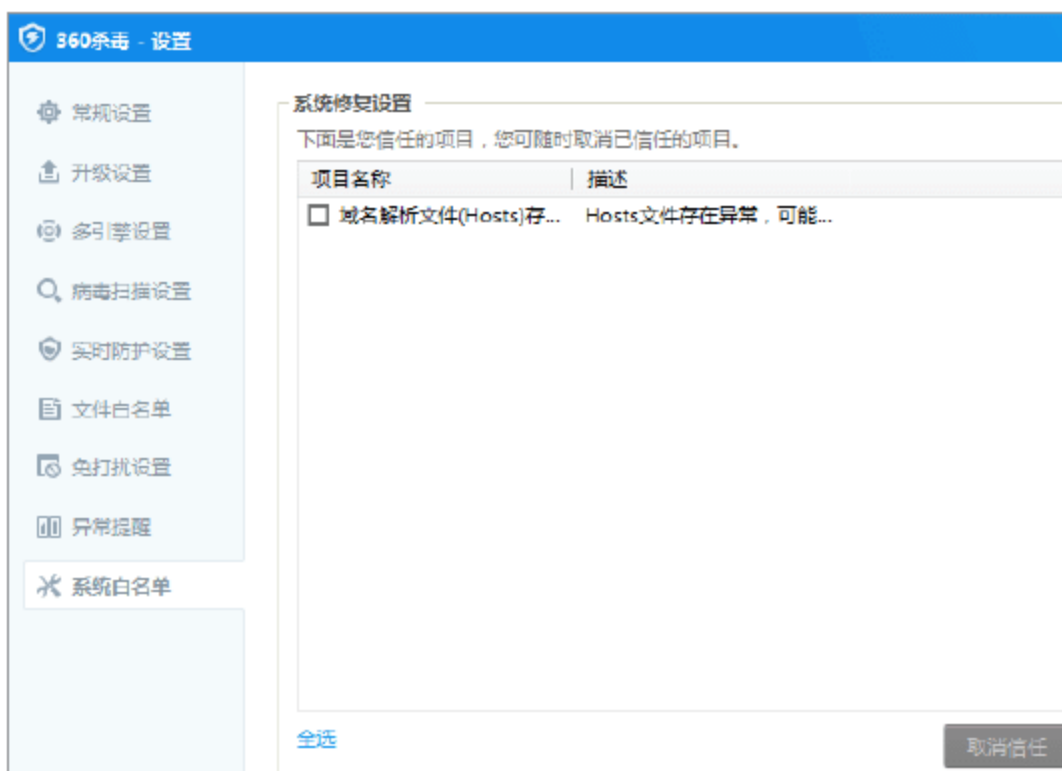 360杀毒 - 设置
常规设置
升级设置
多引擎设置
病毒扫描设置
实时防护设置
文件白名单
免打扰设置
异常提醒
系统白名单
系统修复设置
下面是您信任的项目，您可随时取消已信任的项目。
项目名称 描述
域名解析文件(Hosts)存... Hosts文件存在异常，可能...
全选
取消信任